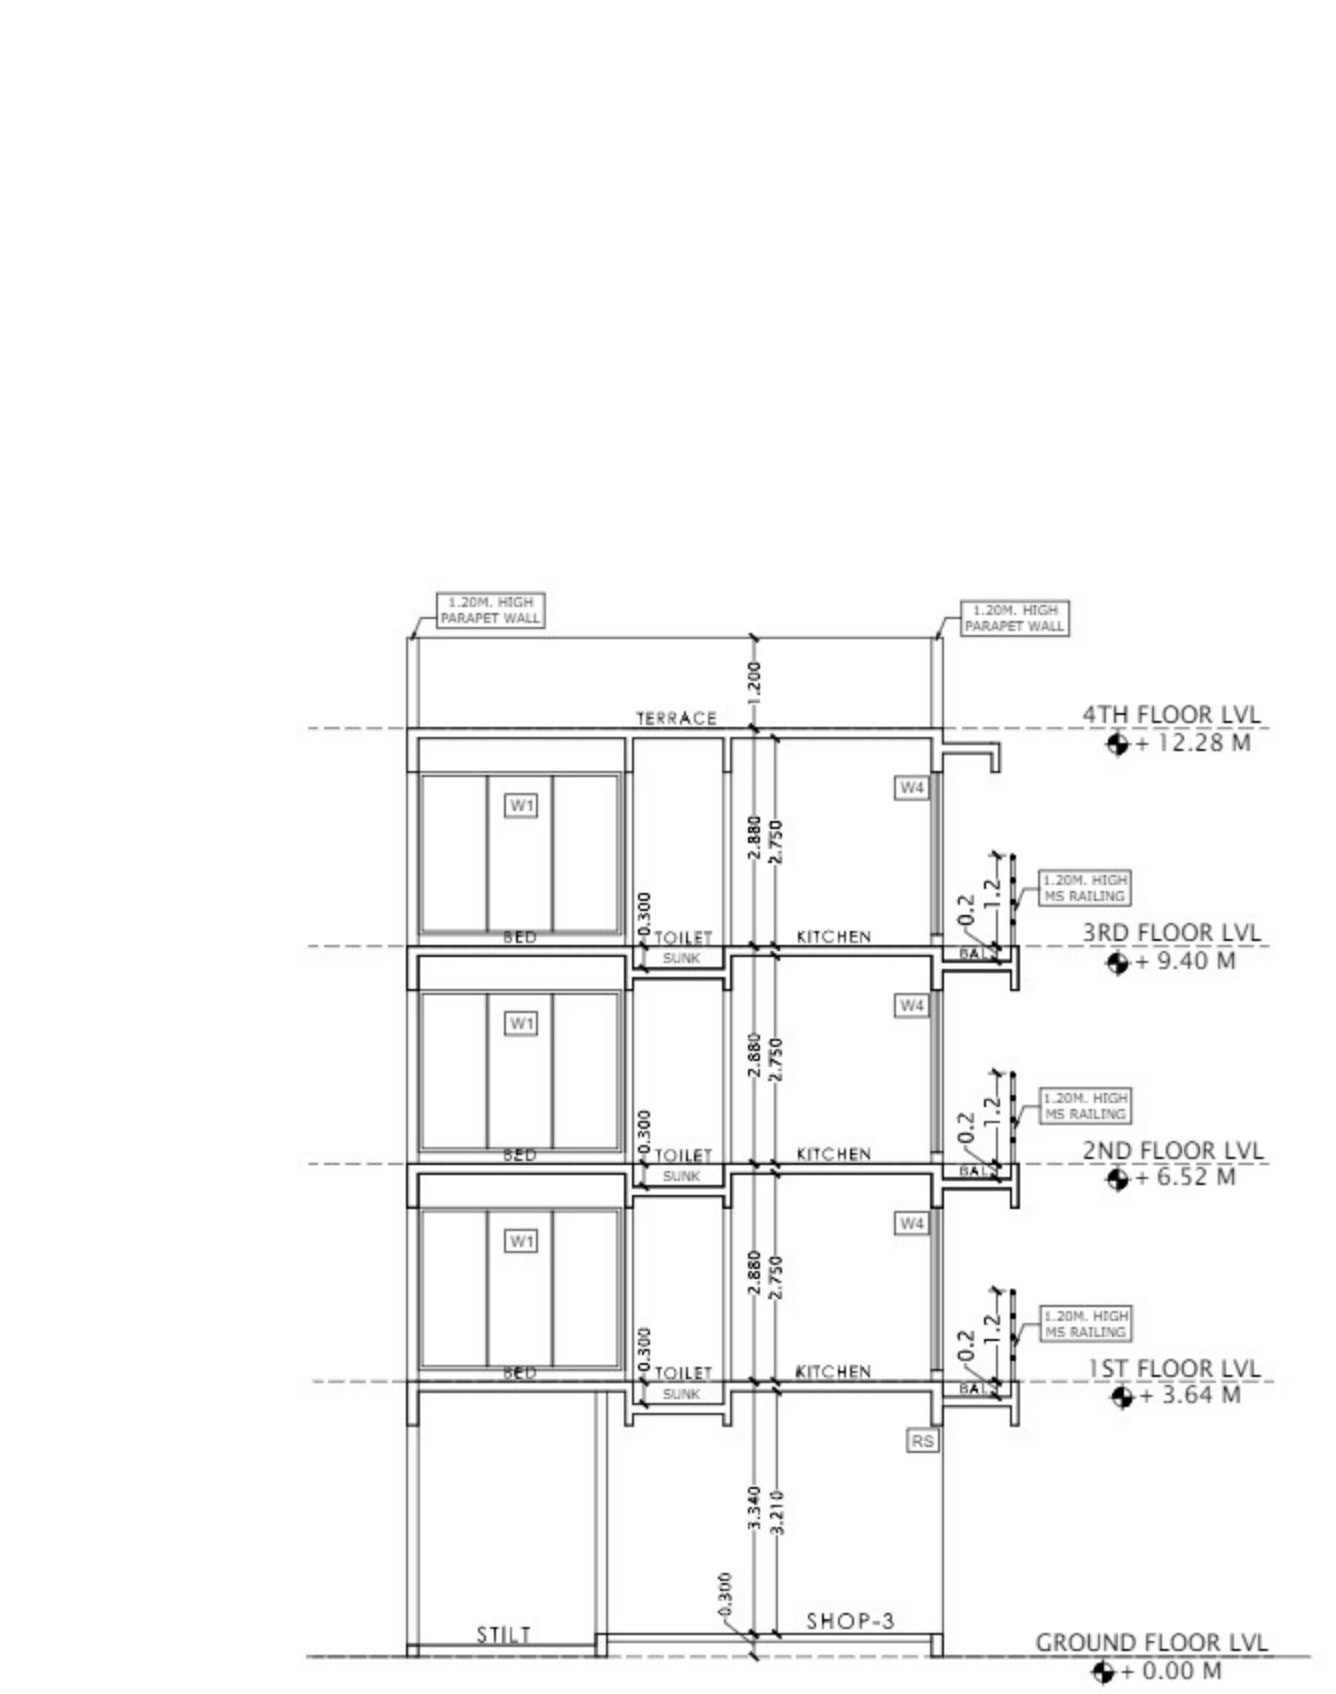 1.20M. HIGH
PARAPET WALL
1.20M. HIGH
PARAPET WALL
1.200
TERRACE
4TH FLOOR LVL
+ 12.28 M
W1
W4
2.880
2.750
1.20M. HIGH
MS RAILING
1.2
0.2
0.300
BED
TOILET
KITCHEN
3RD FLOOR LVL
SUNK
BAL
+ 9.40 M
W1
W4
2.880
2.750
1.20M. HIGH
MS RAILING
1.2
0.2
0.300
BED
TOILET
KITCHEN
2ND FLOOR LVL
SUNK
BAL
+ 6.52 M
W1
W4
2.880
2.750
1.20M. HIGH
MS RAILING
1.2
0.2
0.300
BED
TOILET
KITCHEN
1ST FLOOR LVL
SUNK
BAL
+ 3.64 M
RS
3.340
3.210
0.300
SHOP-3
STILT
GROUND FLOOR LVL
+ 0.00 M